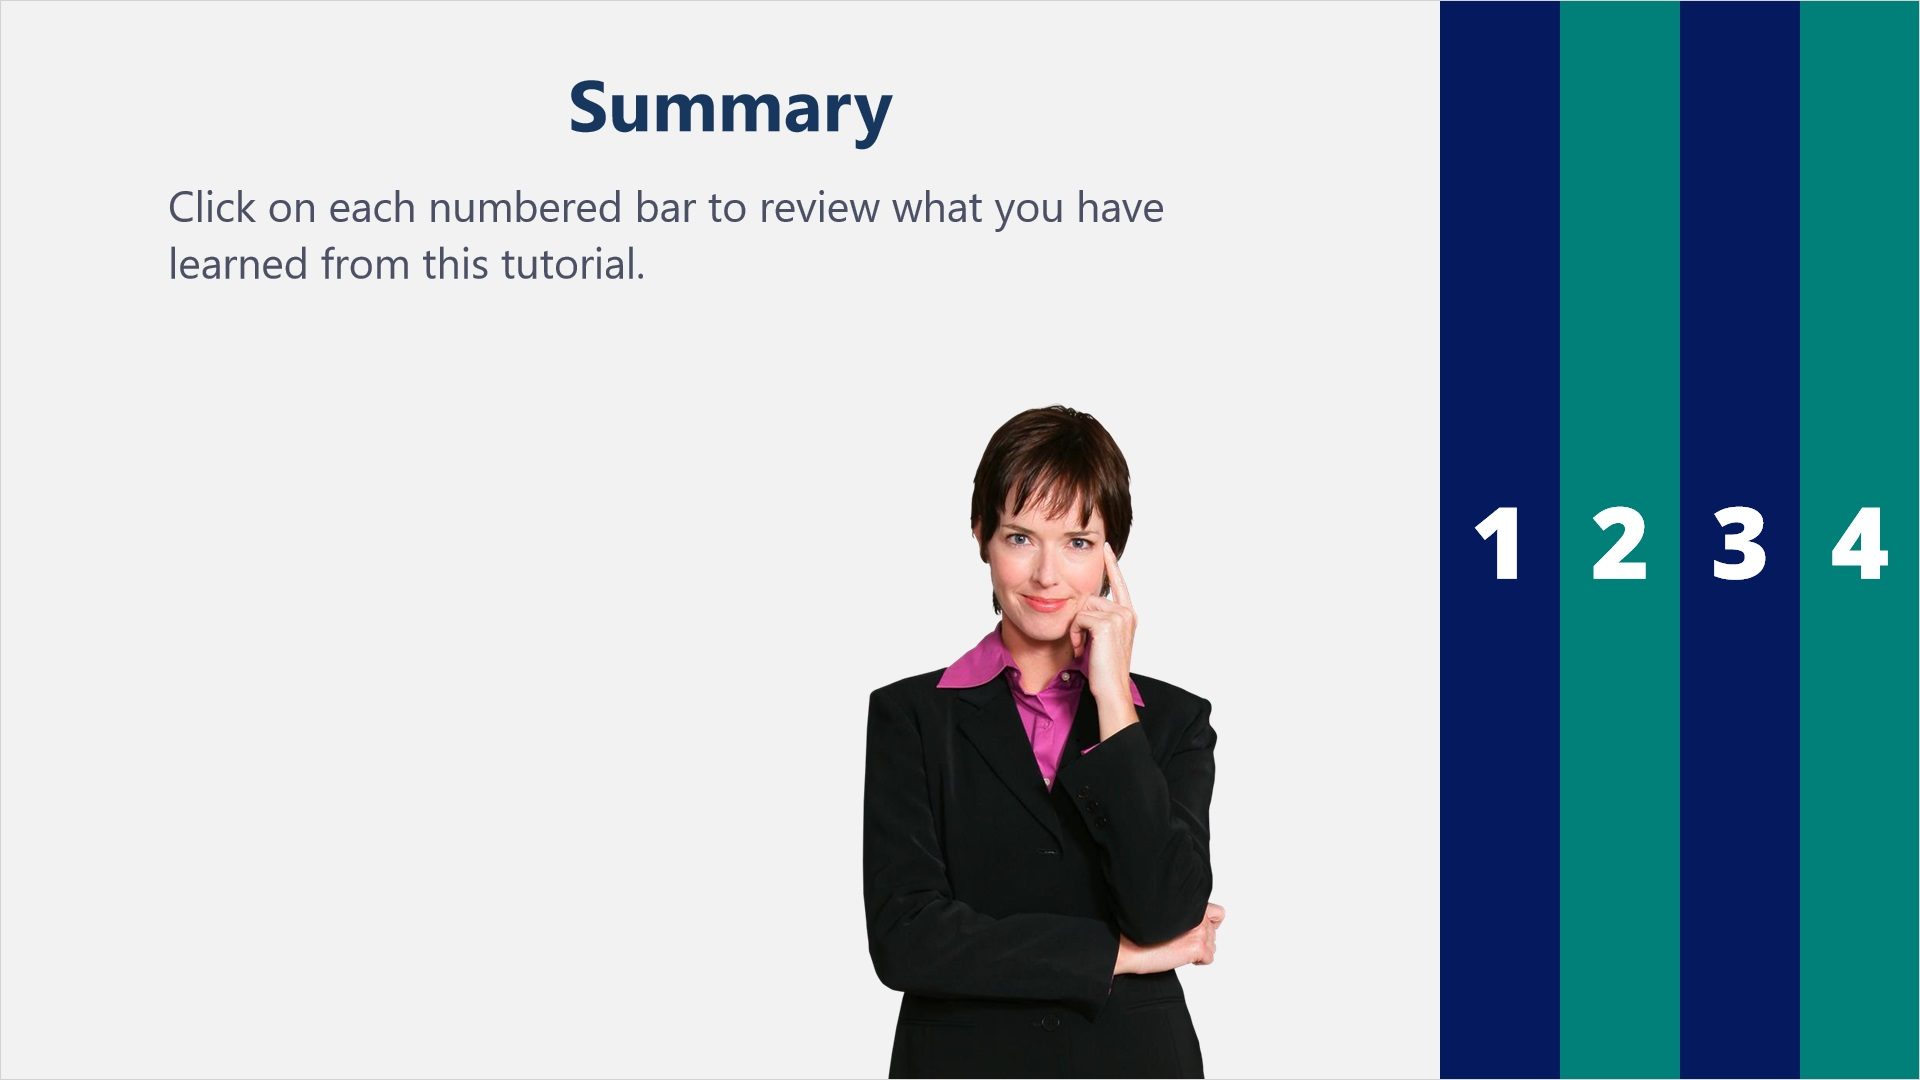 Summary
Click on each numbered bar to review what you have
learned from this tutorial.
1 2 3 4